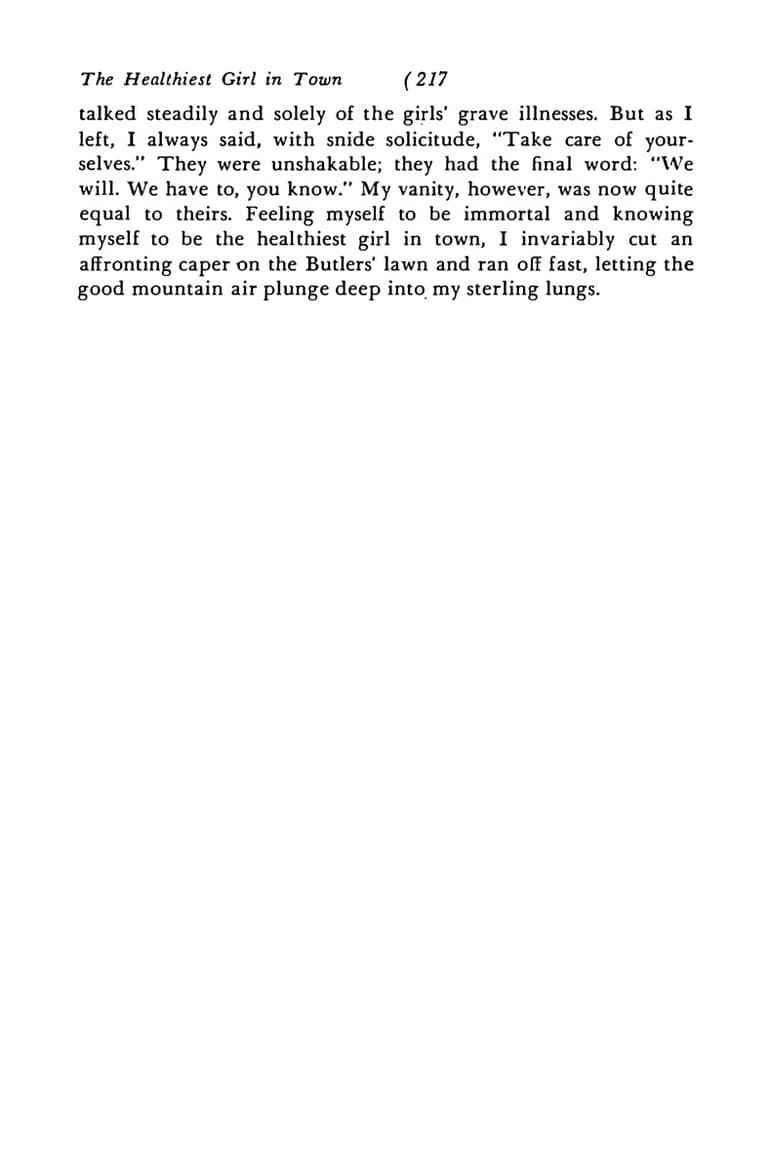 The Healthiest Girl in Town ( 217
talked steadily and solely of the girls' grave illnesses. But as I
left, I always said, with snide solicitude, "Take care of your-
selves." They were unshakable; they had the final word: "We
will. We have to, you know." My vanity, however, was now quite
equal to theirs. Feeling myself to be immortal and knowing
myself to be the healthiest girl in town, I invariably cut an
affronting caper on the Butlers' lawn and ran off fast, letting the
good mountain air plunge deep into my sterling lungs.